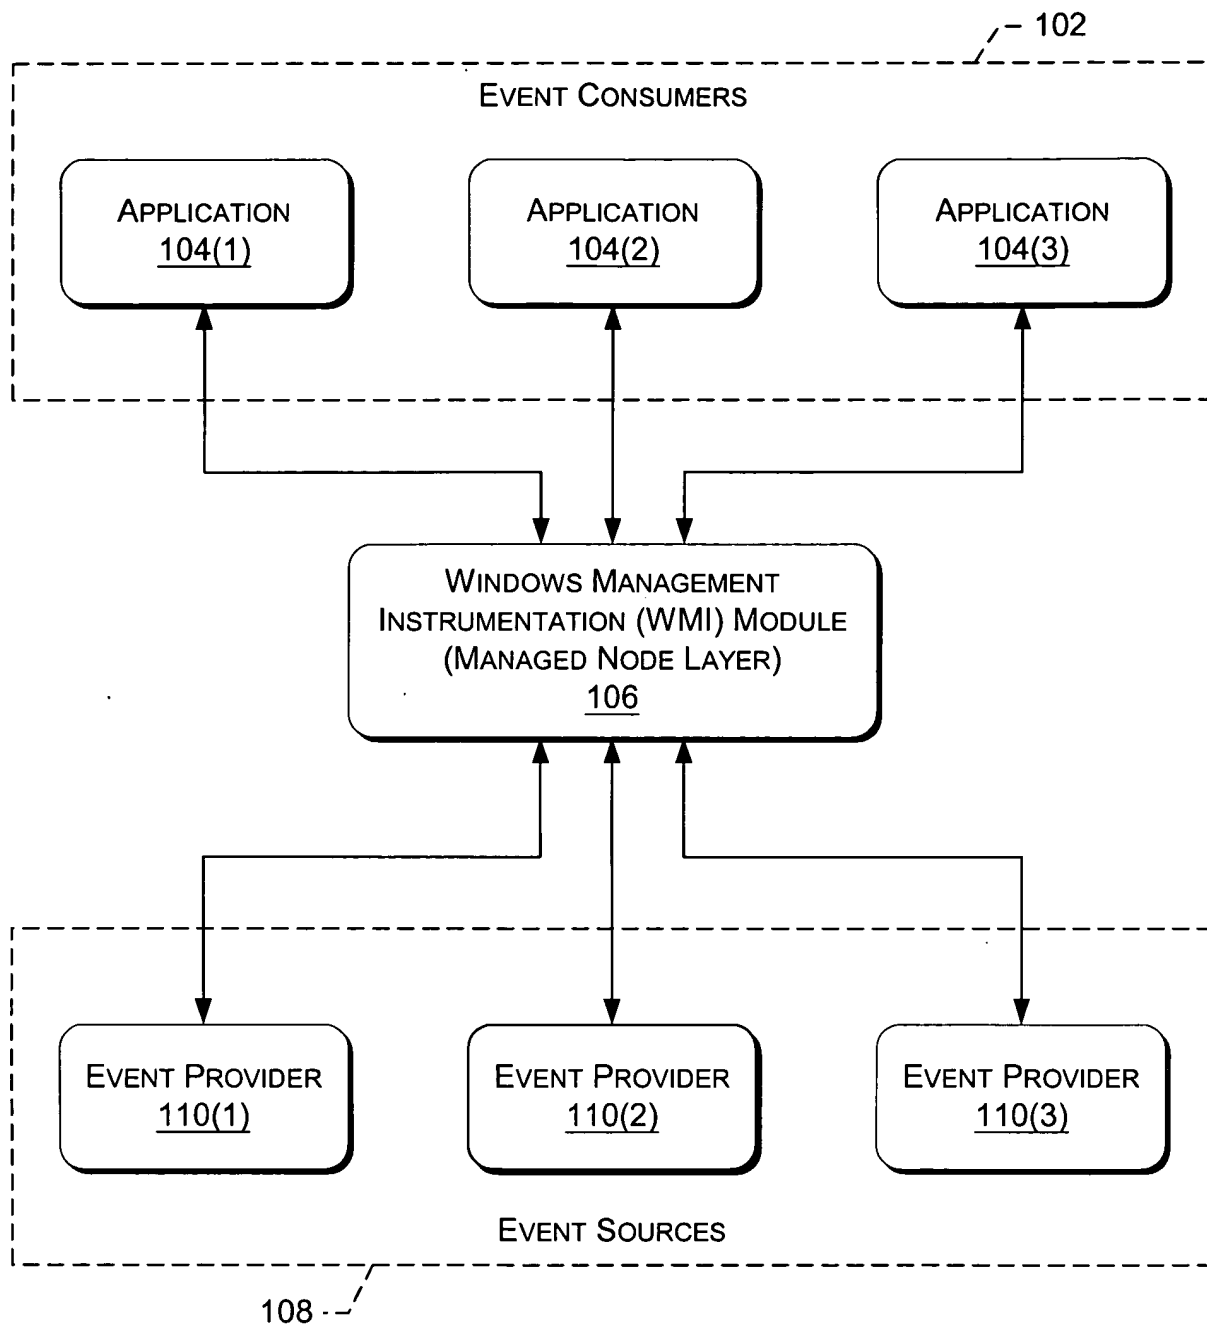 102
EVENT CONSUMERS
APPLICATION
104(1)
APPLICATION
104(2)
APPLICATION
104(3)
WINDOWS MANAGEMENT
INSTRUMENTATION (WMI) MODULE
(MANAGED NODE LAYER)
106
EVENT PROVIDER
110(1)
EVENT PROVIDER
110(2)
EVENT PROVIDER
110(3)
EVENT SOURCES
108